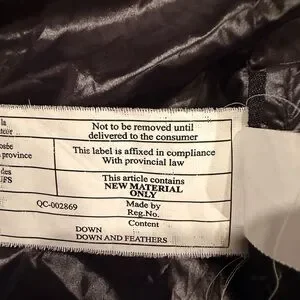 la
Not to be removed until
delivered to the consumer
province
This label is affixed in compliance
With provincial law
des
This article contains
NEW MATERIAL
ONLY
QC-002869
Made by
Reg.No.
Content
DOWN
DOWN AND FEATHERS